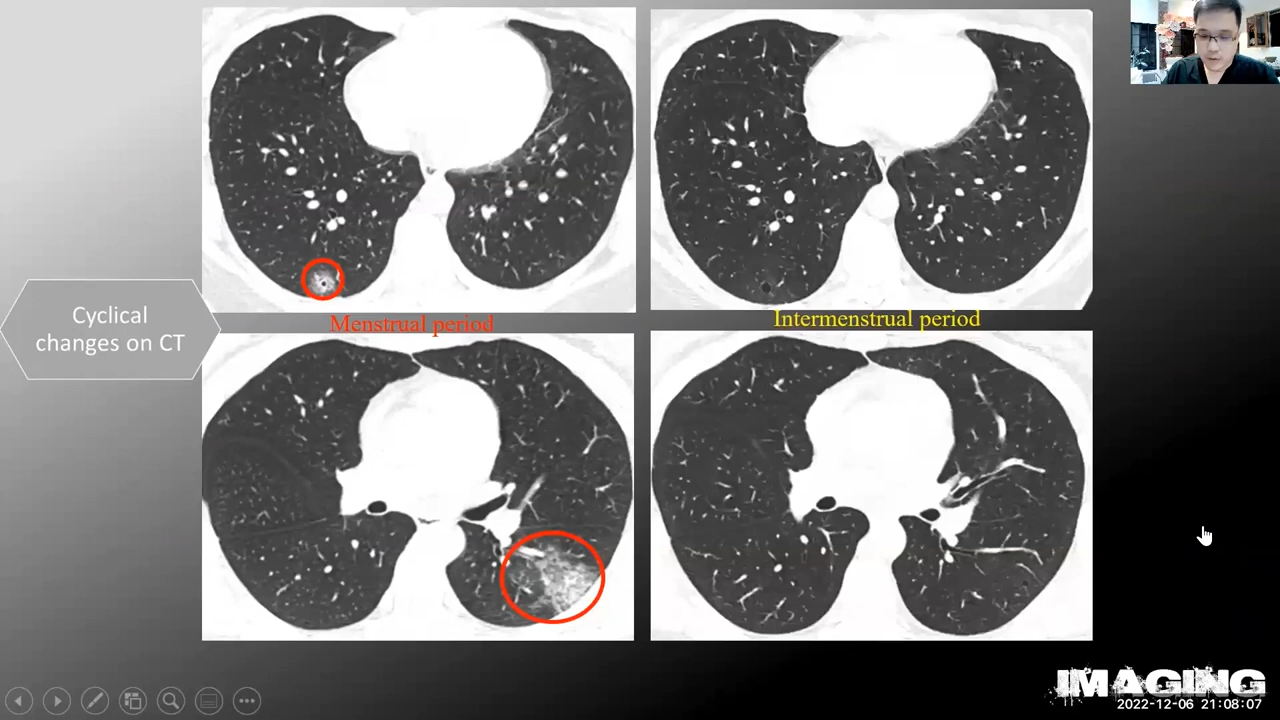 Cyclical
changes on CT
Menstrual period
Intermenstrual period
IMAGING
2022-12-06 21:08:07